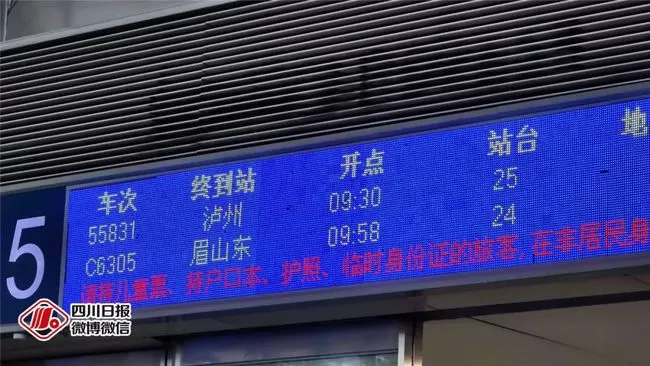 车次 终到站 开点 站台 地
55831 泸州 09:30 25
C6305 眉山东 09:58 24
请持儿童票、持户口本、护照、临时身份证的旅客,在非居民身
5
四川日报
微博微信